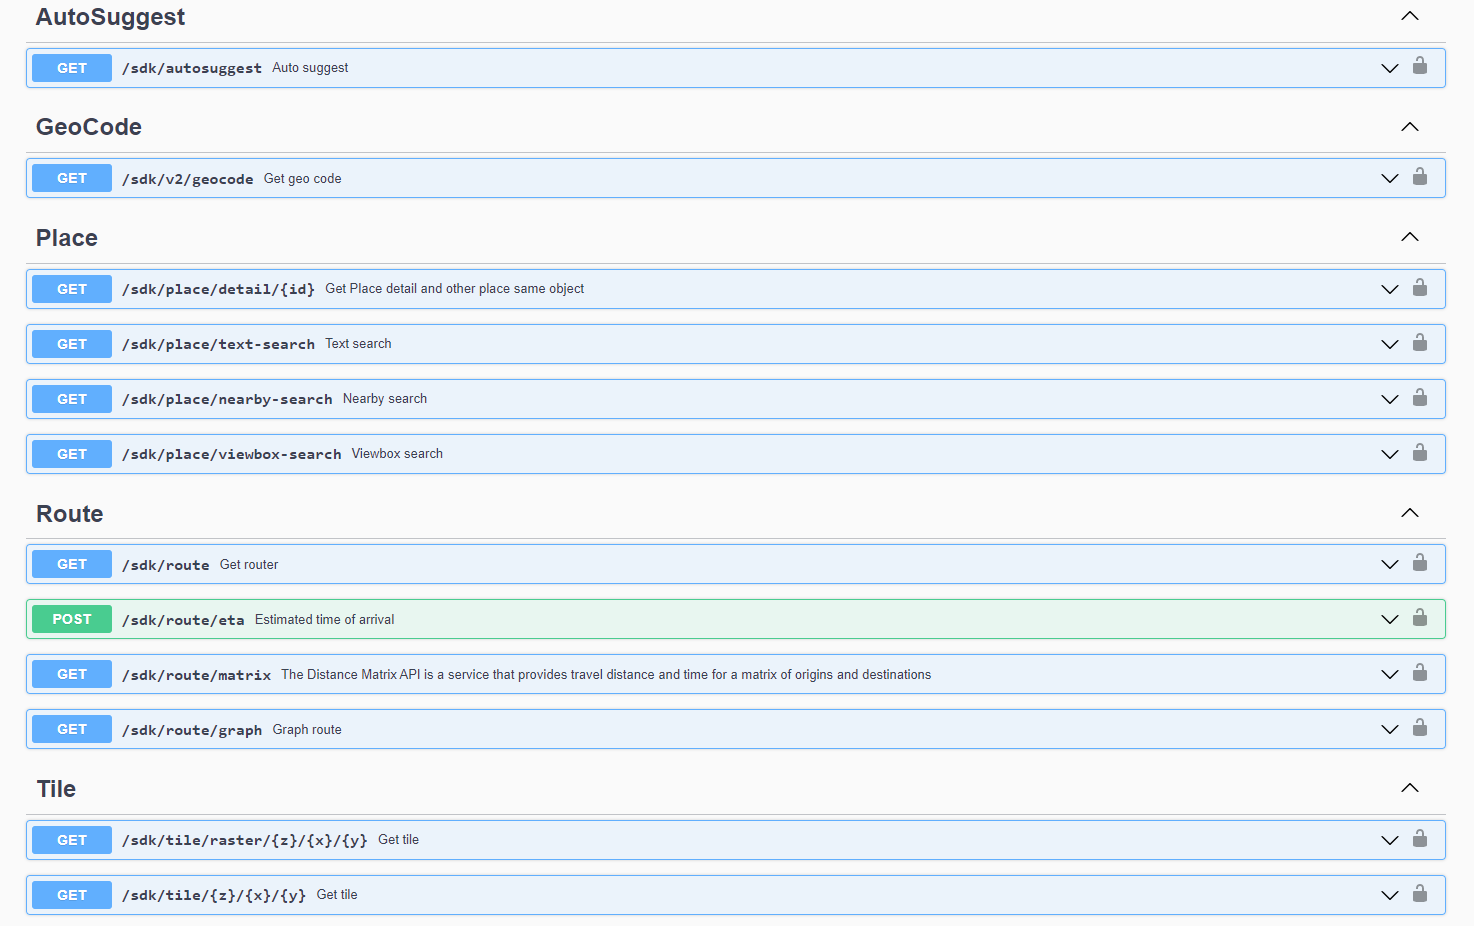 AutoSuggest
GET /sdk/autosuggest Auto suggest
GeoCode
GET /sdk/v2/geocode Get geo code
Place
GET /sdk/place/detail/{id} Get Place detail and other place same object
GET /sdk/place/text-search Text search
GET /sdk/place/nearby-search Nearby search
GET /sdk/place/viewbox-search Viewbox search
Route
GET /sdk/route Get router
POST /sdk/route/eta Estimated time of arrival
GET /sdk/route/matrix The Distance Matrix API is a service that provides travel distance and time for a matrix of origins and destinations
GET /sdk/route/graph Graph route
Tile
GET /sdk/tile/raster/{z}/{x}/{y} Get tile
GET /sdk/tile/{z}/{x}/{y} Get tile